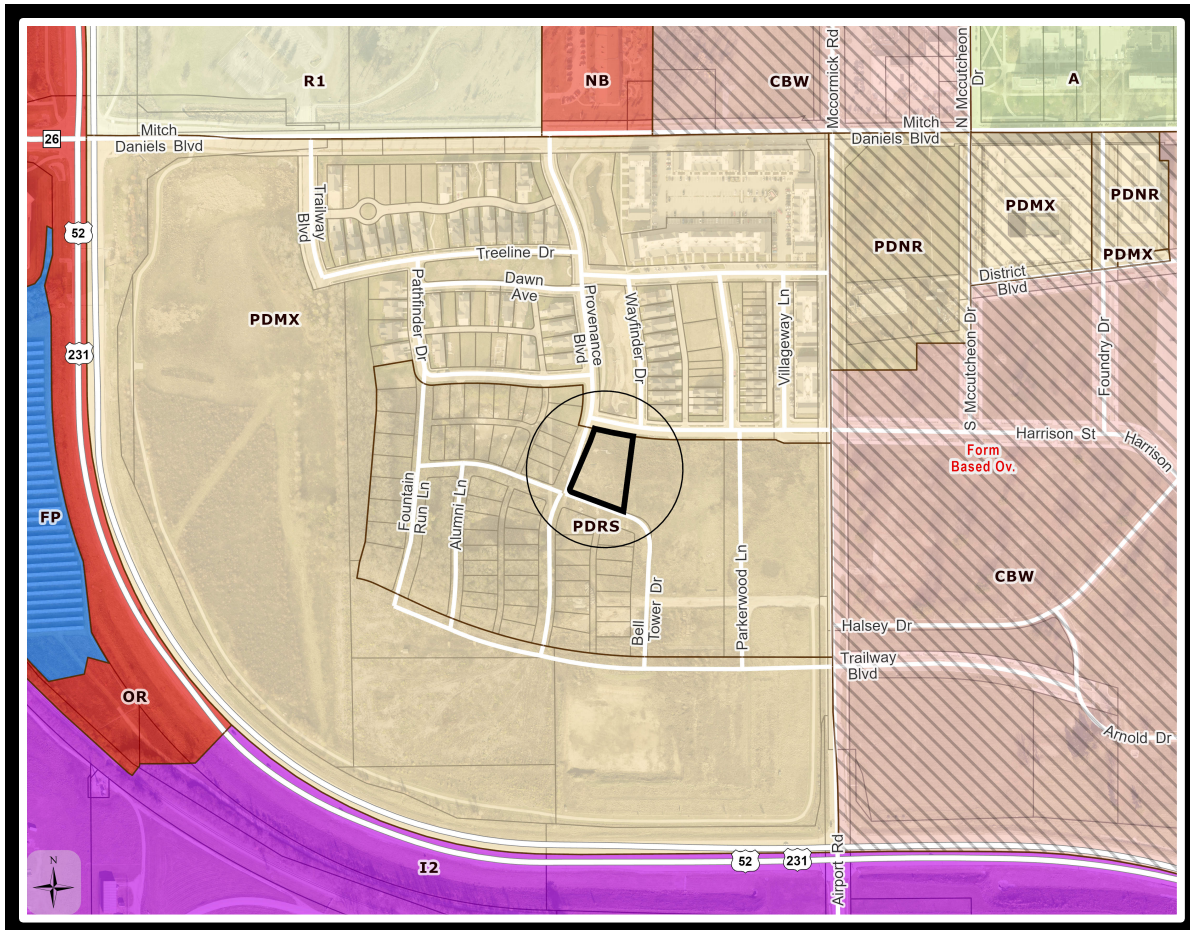 Mccormick Rd
N Mccutcheon
Dr
R1
NB
CBW
A
Mitch
Daniels Blvd
Mitch
Daniels Blvd
26
Trailway
Blvd
PDMX
PDNR
52
Treeline Dr
PDNR
PDMX
Dawn
Ave
District
Blvd
Pathfinder Dr
Provenance
Blvd
Wayfinder Dr
Villageway Ln
PDMX
S Mccutcheon Dr
Foundry Dr
231
Harrison St
Harrison
Form
Based Ov.
Fountain
Run Ln
Alumni Ln
FP
PDRS
Parkerwood Ln
CBW
Bell
Tower Dr
Halsey Dr
Trailway
Blvd
OR
Arnold Dr
I2
52
231
Airport Rd
N